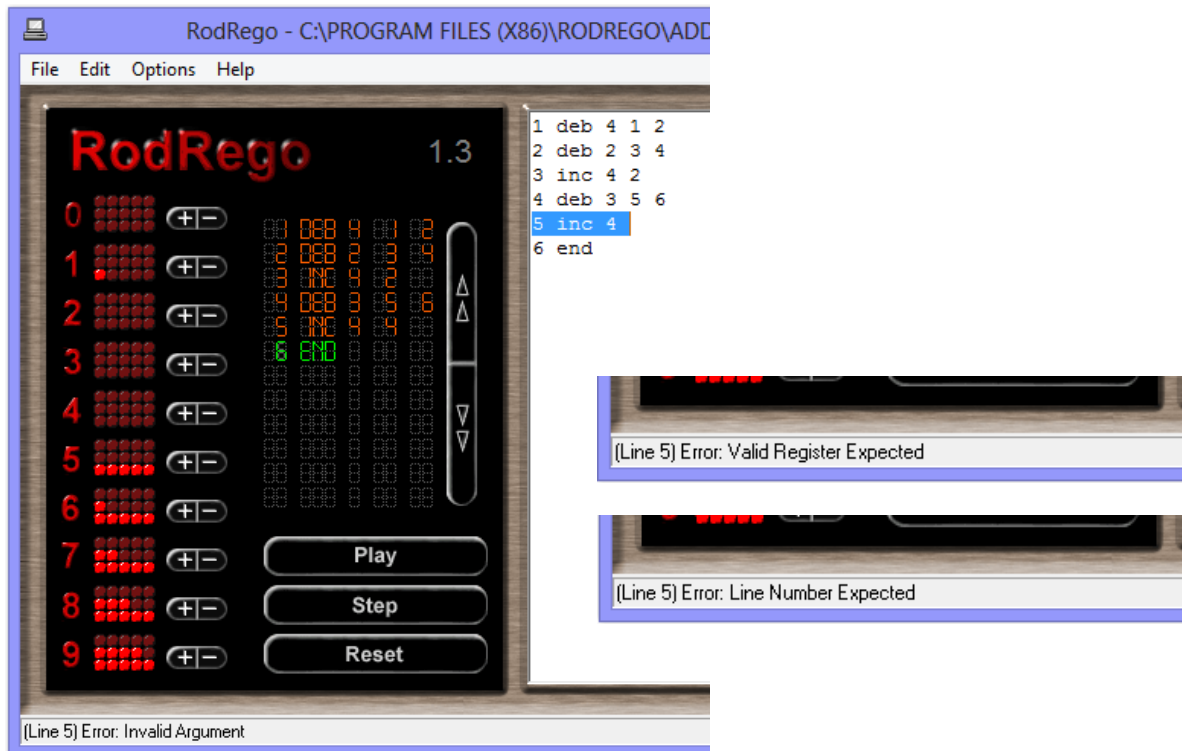 RodRego - C:\PROGRAM FILES (X86)\RODREGO\ADD
File Edit Options Help
RodRego 1.3
0 + -
1 + -
2 + -
3 + -
4 + -
5 + -
6 + -
7 + -
8 + -
9 + -
1 DEB 4 1 2
2 DEB 2 3 4
3 INC 4 2
4 DEB 3 5 6
5 INC 4 4
6 END
Play
Step
Reset
1 deb 4 1 2
2 deb 2 3 4
3 inc 4 2
4 deb 3 5 6
5 inc 4
6 end
(Line 5) Error: Valid Register Expected
(Line 5) Error: Line Number Expected
(Line 5) Error: Invalid Argument